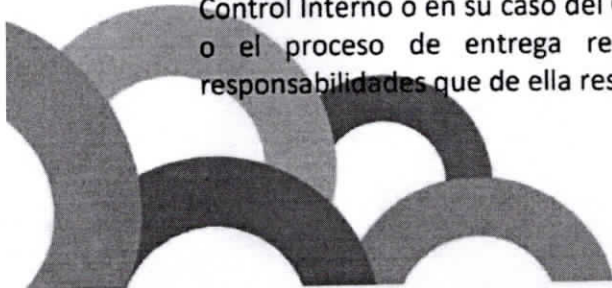 Control Interno o en su caso del
o el proceso de entrega re
responsabilidades que de ella res